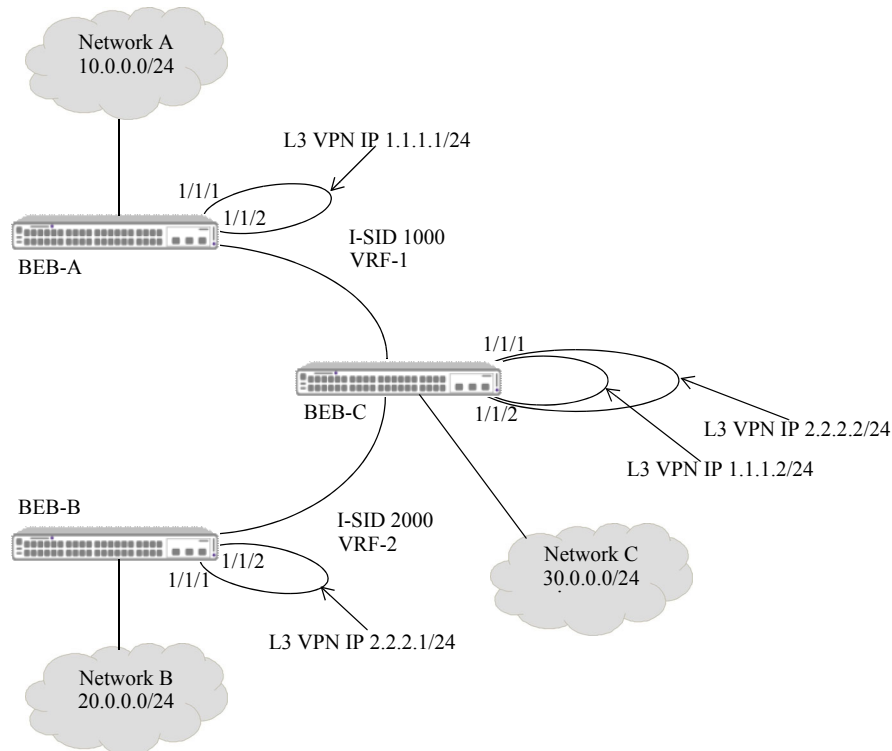 Network A
10.0.0.0/24
L3 VPN IP 1.1.1.1/24
1/1/1
1/1/2
I-SID 1000
VRF-1
BEB-A
1/1/1
BEB-C
1/1/2
L3 VPN IP 2.2.2.2/24
L3 VPN IP 1.1.1.2/24
BEB-B
I-SID 2000
VRF-2
1/1/2
1/1/1
Network C
30.0.0.0/24
L3 VPN IP 2.2.2.1/24
Network B
20.0.0.0/24